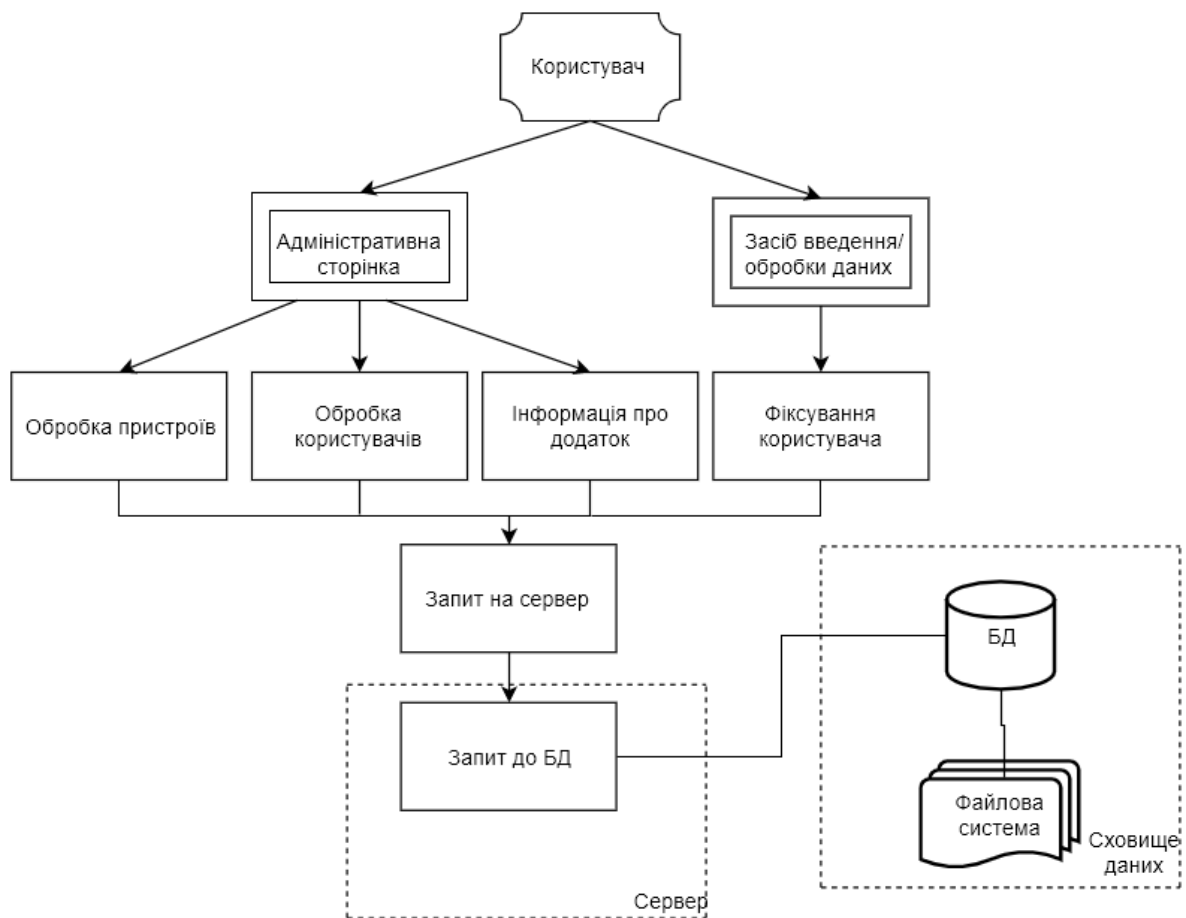 Користувач
Адміністративна
сторінка
Засіб введення/
обробки даних
Обробка пристроїв
Обробка
користувачів
Інформація про
додаток
Фіксування
користувача
Запит на сервер
БД
Запит до БД
Файлова
система
Сховище
даних
Сервер